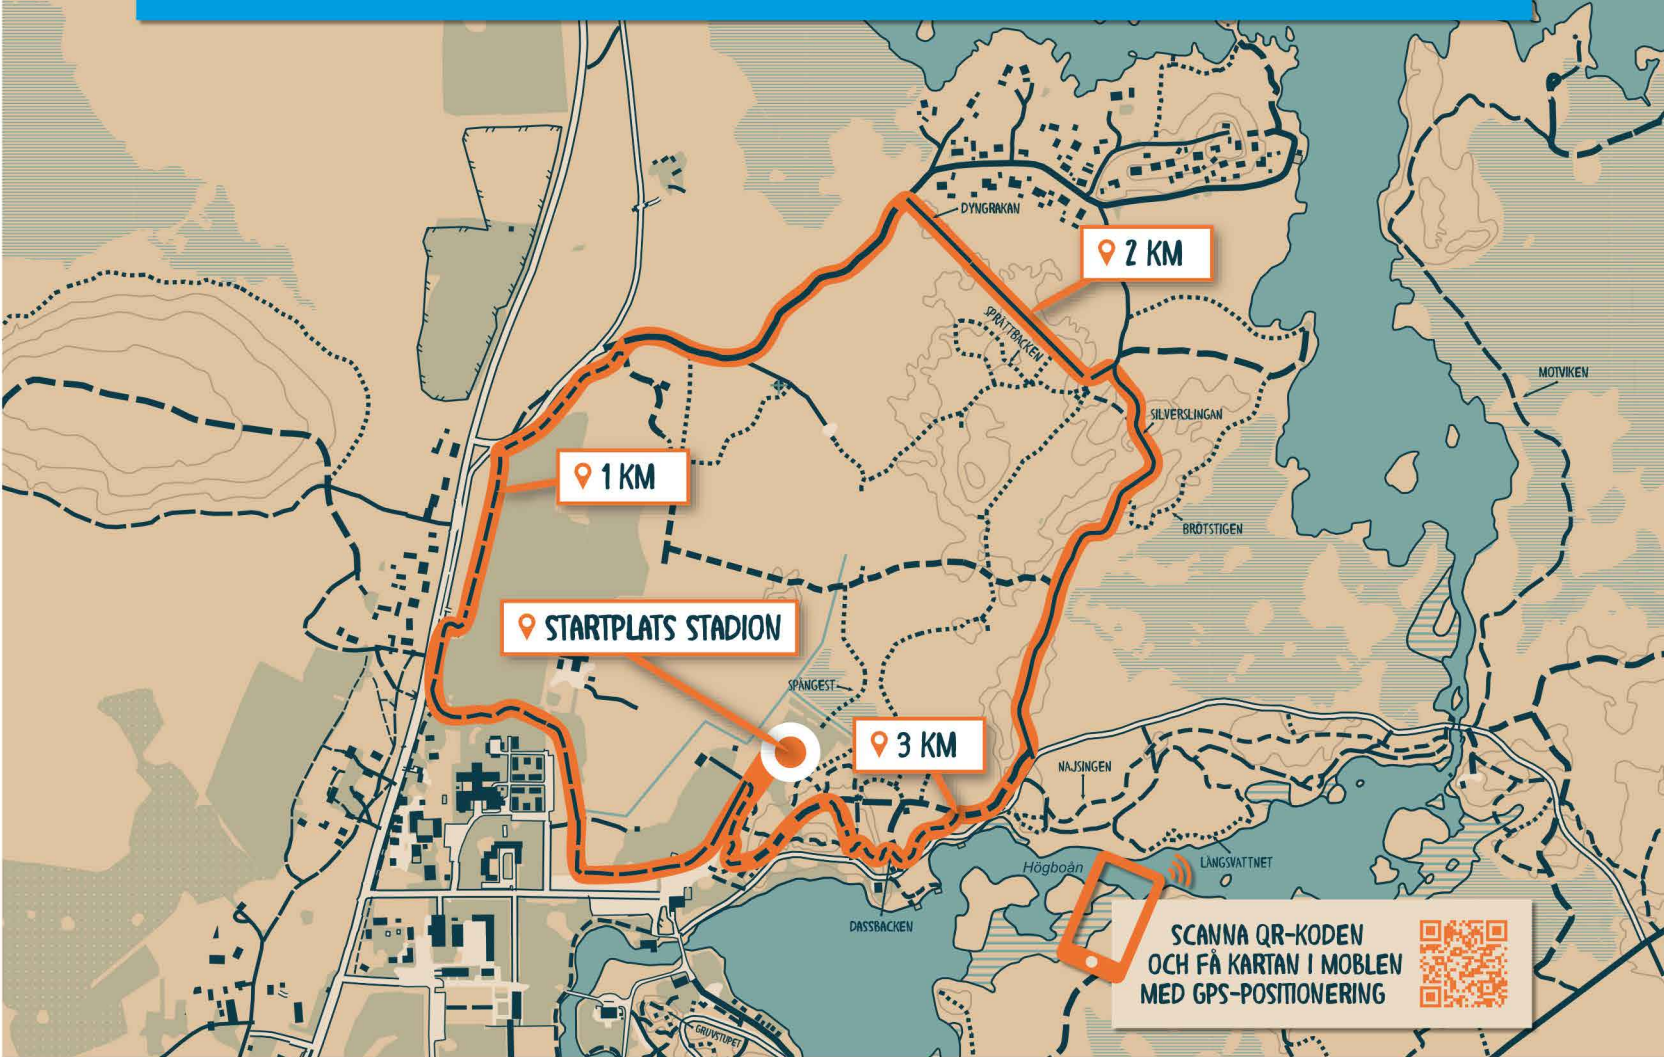 DYNGRAKAN
2 KM
SPRÄTTBACKEN
MOTVIKEN
SILVERSLINGAN
1 KM
BRÖTSTIGEN
STARTPLATS STADION
SPÅNGEST
3 KM
NAJSINGEN
Högboån
LÅNGSVATTNET
DASSBACKEN
SCANNA QR-KODEN
OCH FÅ KARTAN I MOBLEN
MED GPS-POSITIONERING
GRUVSTUPET